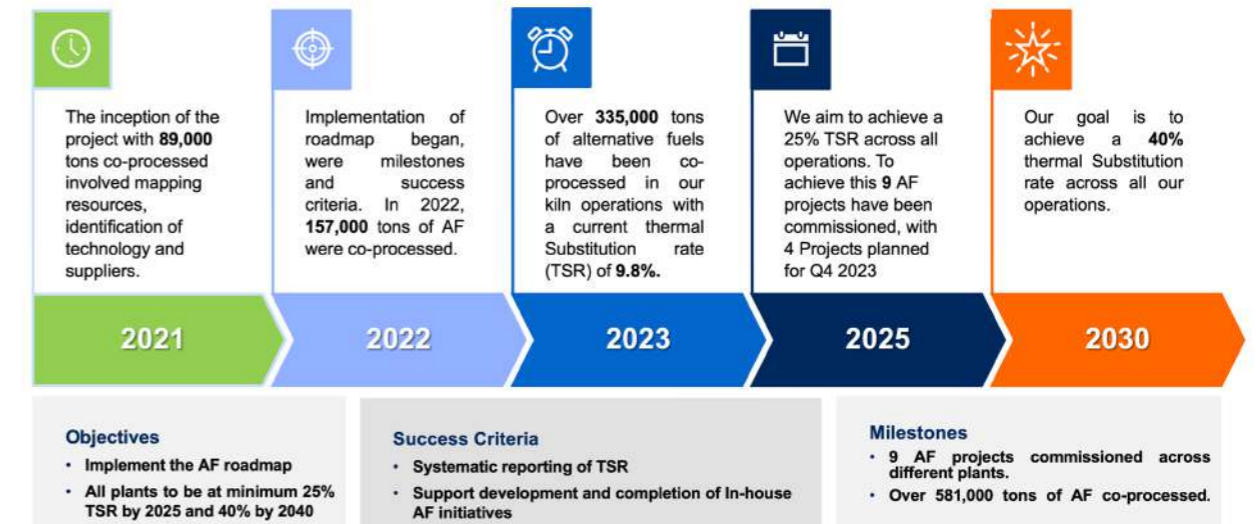 The inception of the
project with 89,000
tons co-processed
involved mapping
resources,
identification of
technology and
suppliers.
Implementation of
roadmap began,
were milestones
and success
criteria. In 2022,
157,000 tons of AF
were co-processed.
Over 335,000 tons
of alternative fuels
have been co-
processed in our
kiln operations with
a current thermal
Substitution rate
(TSR) of 9.8%.
We aim to achieve a
25% TSR across all
operations. To
achieve this 9 AF
projects have been
commissioned, with
4 Projects planned
for Q4 2023
Our goal is to
achieve a 40%
thermal Substitution
rate across all our
operations.
2021
2022
2023
2025
2030
Objectives
• Implement the AF roadmap
• All plants to be at minimum 25%
TSR by 2025 and 40% by 2040
Success Criteria
• Systematic reporting of TSR
• Support development and completion of In-house
AF initiatives
Milestones
• 9 AF projects commissioned across
different plants.
• Over 581,000 tons of AF co-processed.